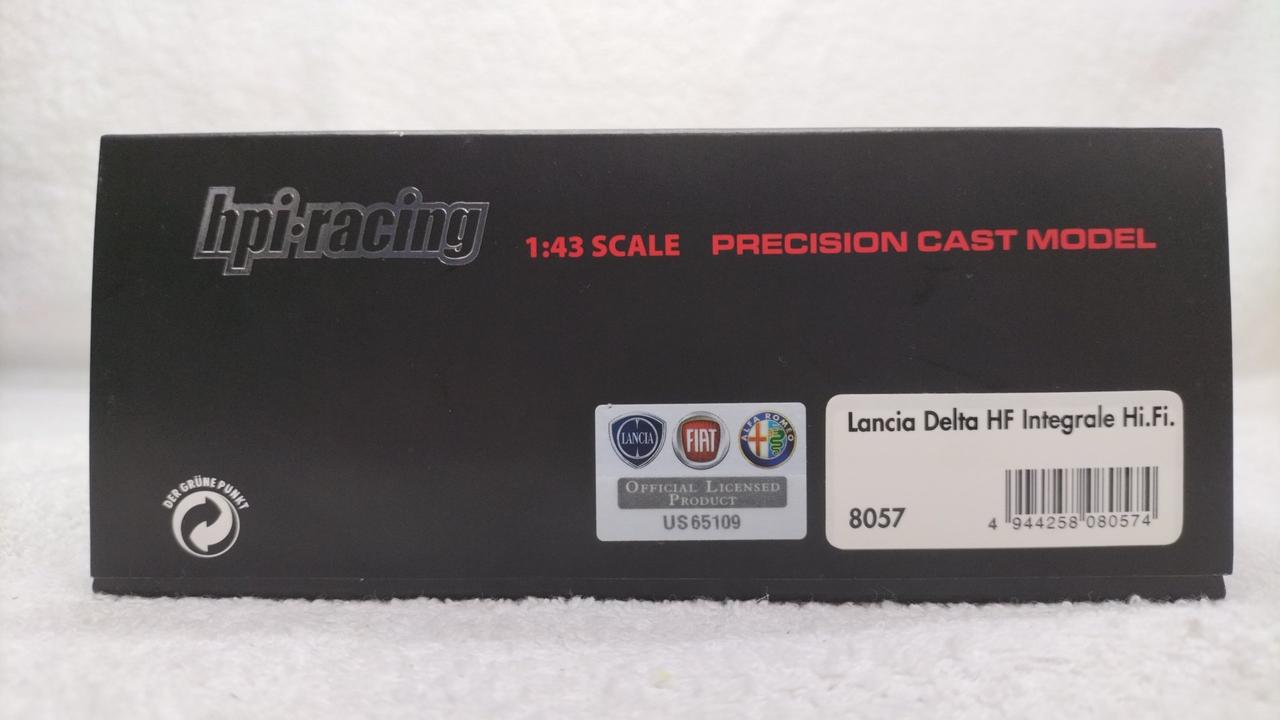 hpi·racing
1:43 SCALE PRECISION CAST MODEL
DER GRÜNE PUNKT
LANCIA
FIAT
ALFA ROMEO
OFFICIAL LICENSED
PRODUCT
US65109
Lancia Delta HF Integrale Hi.Fi.
8057
4 944258 080574